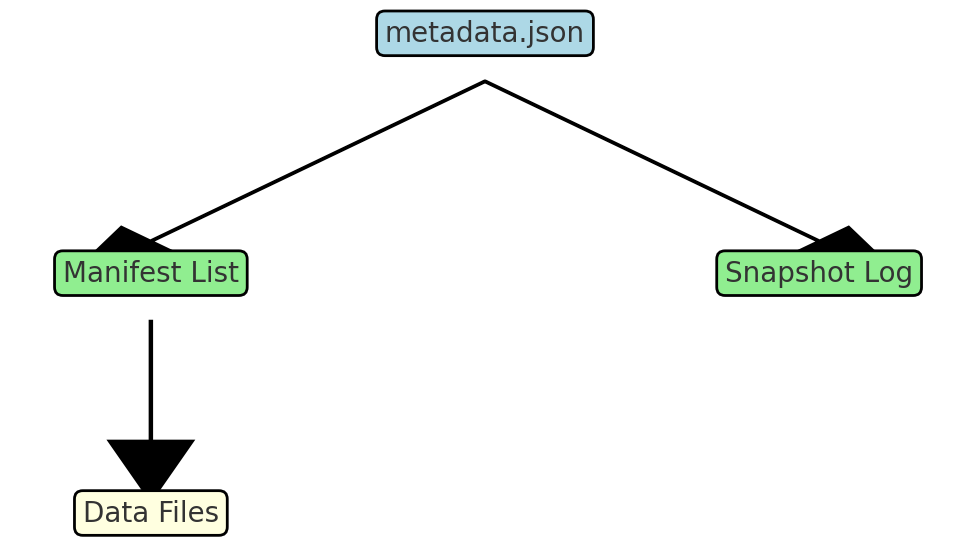 metadata.json
Manifest List
Snapshot Log
Data Files